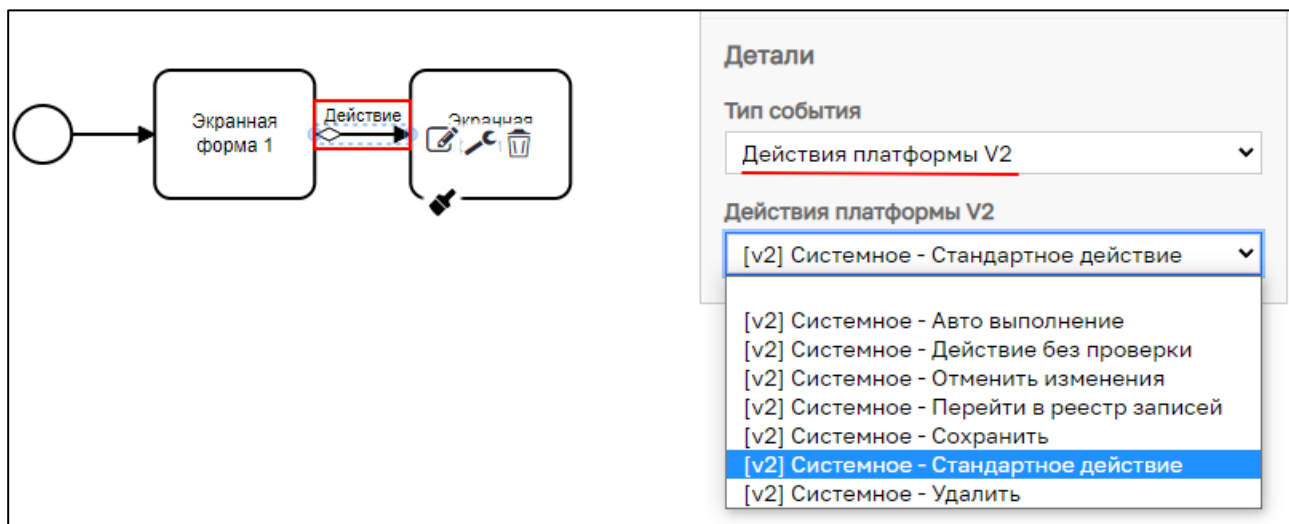 Экранная
форма 1
Действие
Экранная
Детали
Тип события
Действия платформы V2
Действия платформы V2
[v2] Системное - Стандартное действие
[v2] Системное - Авто выполнение
[v2] Системное - Действие без проверки
[v2] Системное - Отменить изменения
[v2] Системное - Перейти в реестр записей
[v2] Системное - Сохранить
[v2] Системное - Стандартное действие
[v2] Системное - Удалить